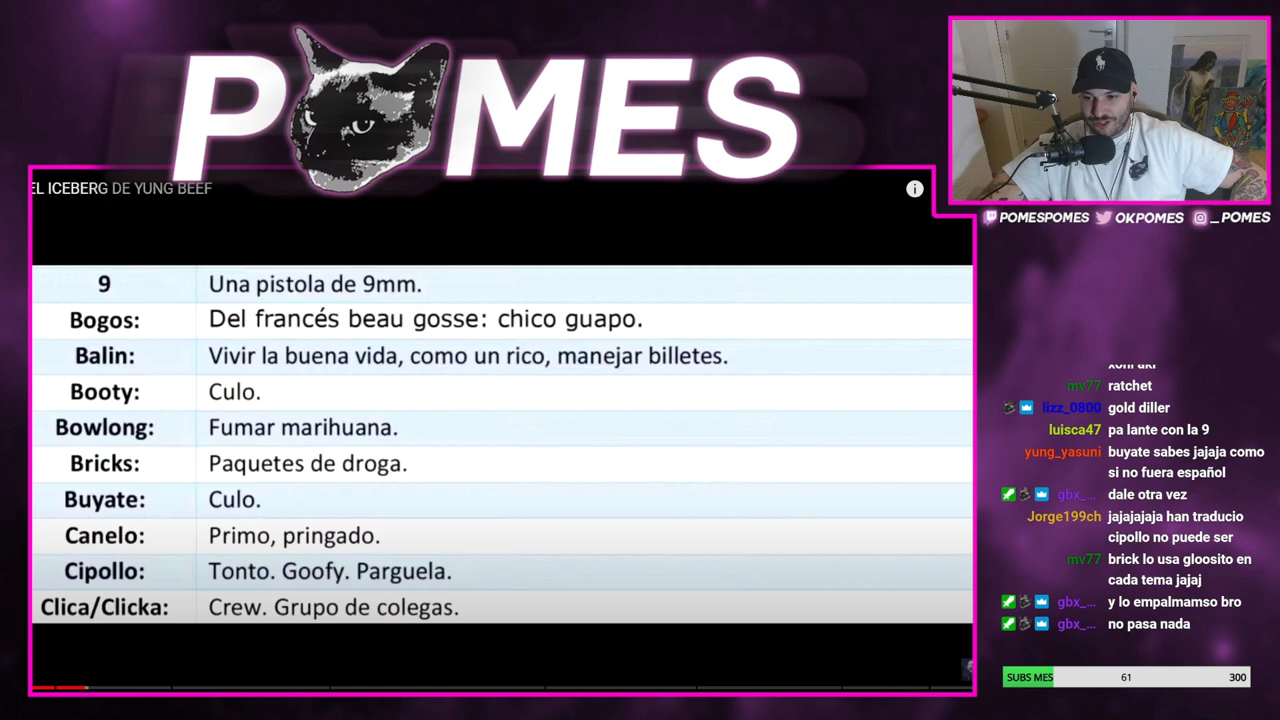 POMES
EL ICEBERG DE YUNG BEEF
POMESPOMES OKPOMES _POMES
9 Una pistola de 9mm.
Bogos: Del francés beau gosse: chico guapo.
Balin: Vivir la buena vida, como un rico, manejar billetes.
Booty: Culo.
Bowlong: Fumar marihuana.
Bricks: Paquetes de droga.
Buyate: Culo.
Canelo: Primo, pringado.
Cipollo: Tonto. Goofy. Parguela.
Clica/Clicka: Crew. Grupo de colegas.
mv77 ratchet
lizz_0800 gold diller
luisca47 pa lante con la 9
yung_yasuni buyate sabes jajaja como
si no fuera español
gbx_... dale otra vez
Jorge199ch jajajajaja han traducio
cipollo no puede ser
mv77 brick lo usa gloosito en
cada tema jajaj
gbx_... y lo empalmamso bro
gbx_... no pasa nada
SUBS MES 61 300